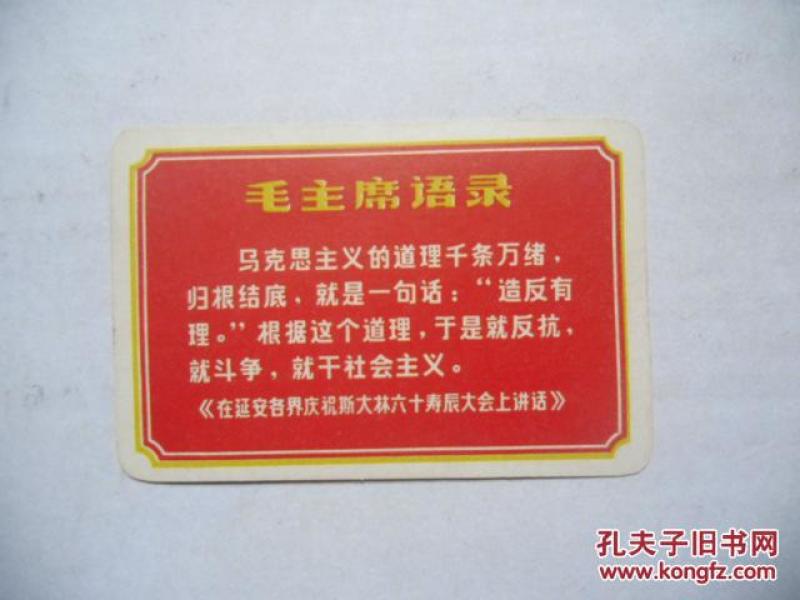 毛主席语录
马克思主义的道理千条万绪，
归根结底，就是一句话：“造反有
理。”根据这个道理，于是就反抗，
就斗争，就干社会主义。
《在延安各界庆祝斯大林六十寿辰大会上讲话》
孔夫子旧书网
www.kongfz.com